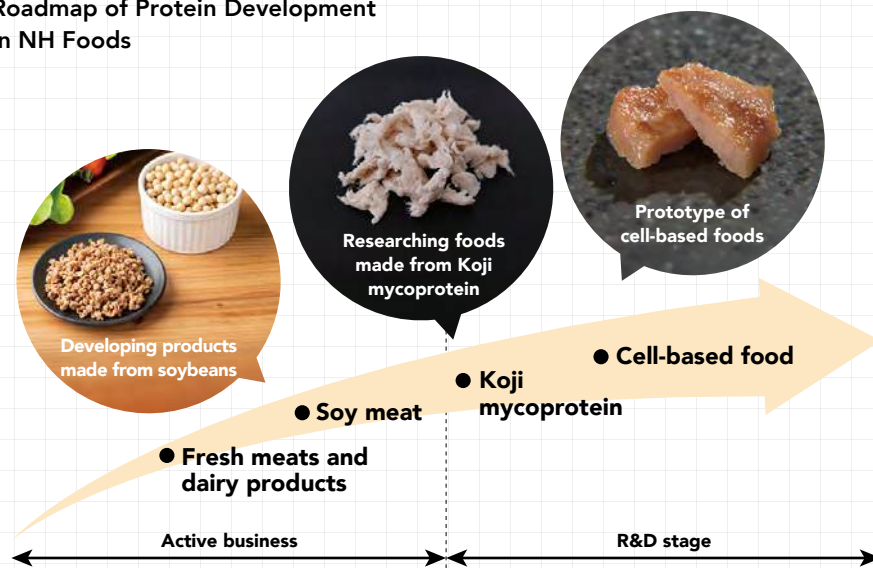 Roadmap of Protein Development
n NH Foods
Prototype of
cell-based foods
Researching foods
made from Koji
mycoprotein
Developing products
made from soybeans
Cell-based food
Koji
mycoprotein
Soy meat
Fresh meats and
dairy products
Active business
R&D stage